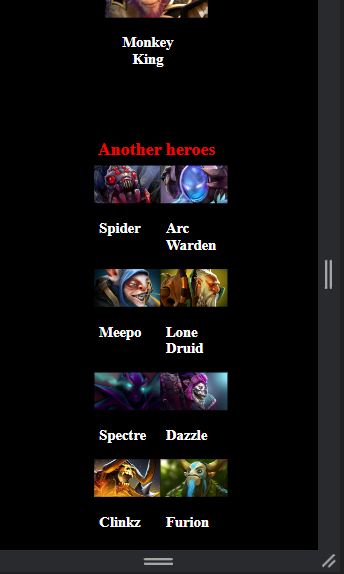 Monkey
King
Another heroes
Spider
Arc
Warden
Meepo
Lone
Druid
Spectre
Dazzle
Clinkz
Furion